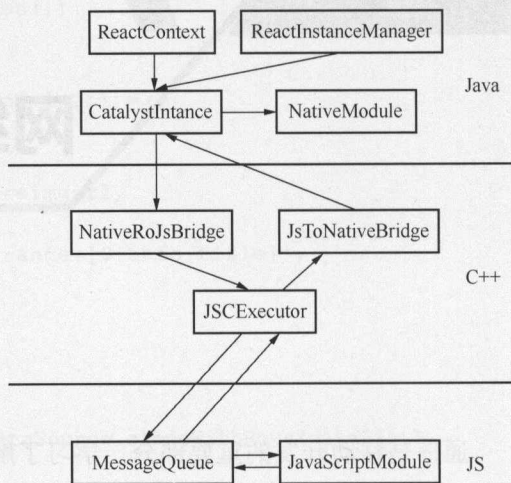 ReactContext
ReactInstanceManager
Java
CatalystIntance
NativeModule
NativeRoJsBridge
JsToNativeBridge
C++
JSCExecutor
MessageQueue
JavaScriptModule
JS